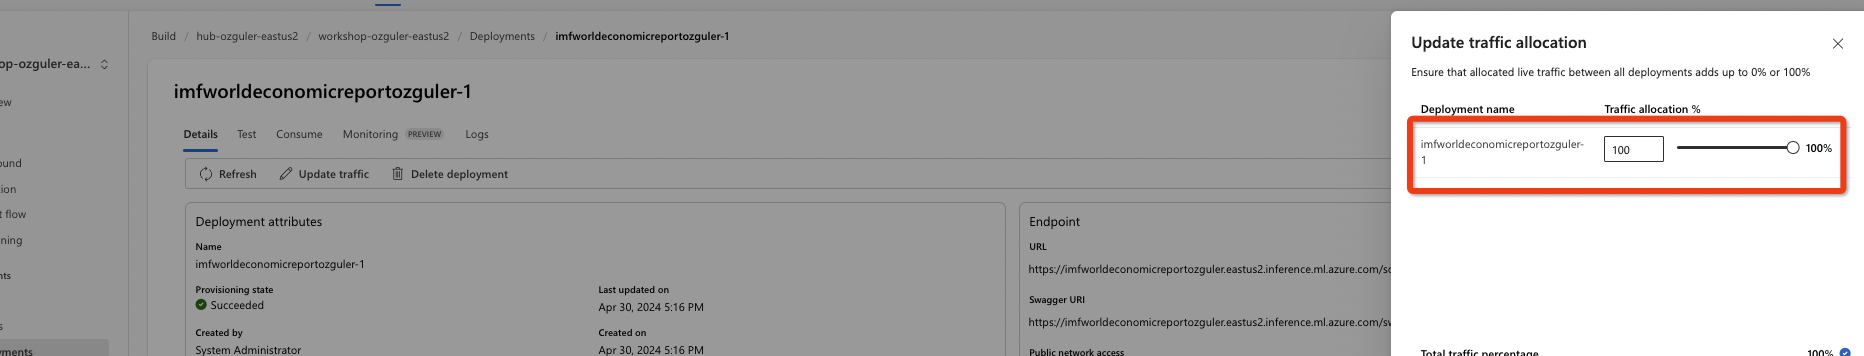 Build / hub-ozguler-eastus2 / workshop-ozguler-eastus2 / Deployments / imfworldeconomicreportozguler-1
op-ozguler-ea...
ew
ound
tion
t flow
ning
nts
s
yments
imfworldeconomicreportozguler-1
Details Test Consume Monitoring PREVIEW Logs
Refresh Update traffic Delete deployment
Deployment attributes
Name
imfworldeconomicreportozguler-1
Provisioning state
Succeeded
Last updated on
Apr 30, 2024 5:16 PM
Created by
System Administrator
Created on
Apr 30, 2024 5:16 PM
Endpoint
URL
https://imfworldeconomicreportozguler.eastus2.inference.ml.azure.com/sc
Swagger URI
https://imfworldeconomicreportozguler.eastus2.inference.ml.azure.com/sw
Public network access
Update traffic allocation
Ensure that allocated live traffic between all deployments adds up to 0% or 100%
Deployment name Traffic allocation %
imfworldeconomicreportozguler-
1
100 100%
Total traffic percentage 100%